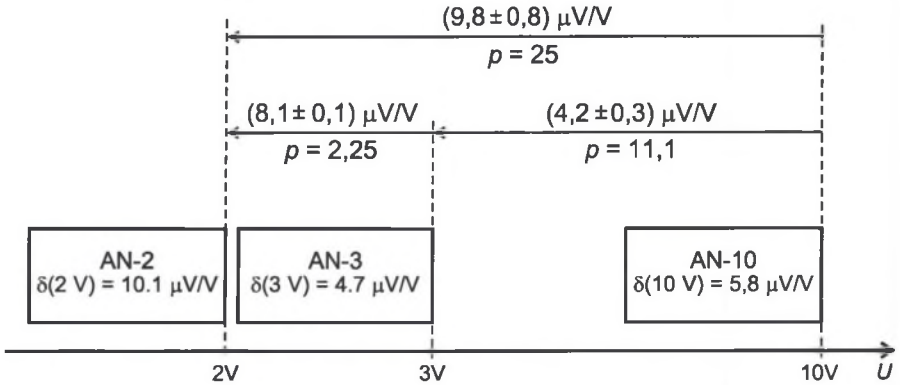 (9,8 ± 0,8) µV/V
p = 25
(8,1 ± 0,1) µV/V
(4,2 ± 0,3) µV/V
p = 2,25
p = 11,1
AN-2
δ(2 V) = 10.1 µV/V
AN-3
δ(3 V) = 4.7 µV/V
AN-10
δ(10 V) = 5,8 µV/V
2V
3V
10V
U